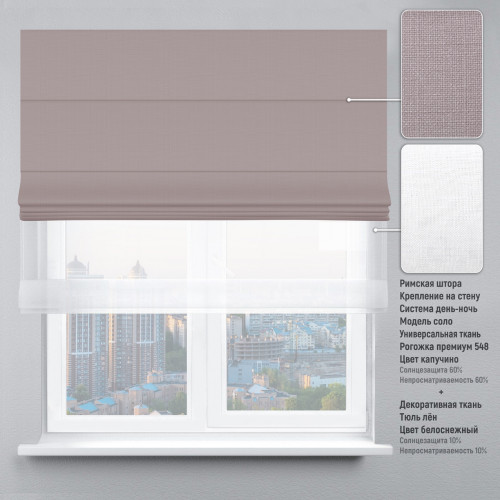 Римская штора
Крепление на стену
Система день-ночь
Модель соло
Универсальная ткань
Рогожка премиум 548
Цвет капучино
Солнцезащита 60%
Непросматриваемость 60%
+
Декоративная ткань
Тюль лён
Цвет белоснежный
Солнцезащита 10%
Непросматриваемость 10%